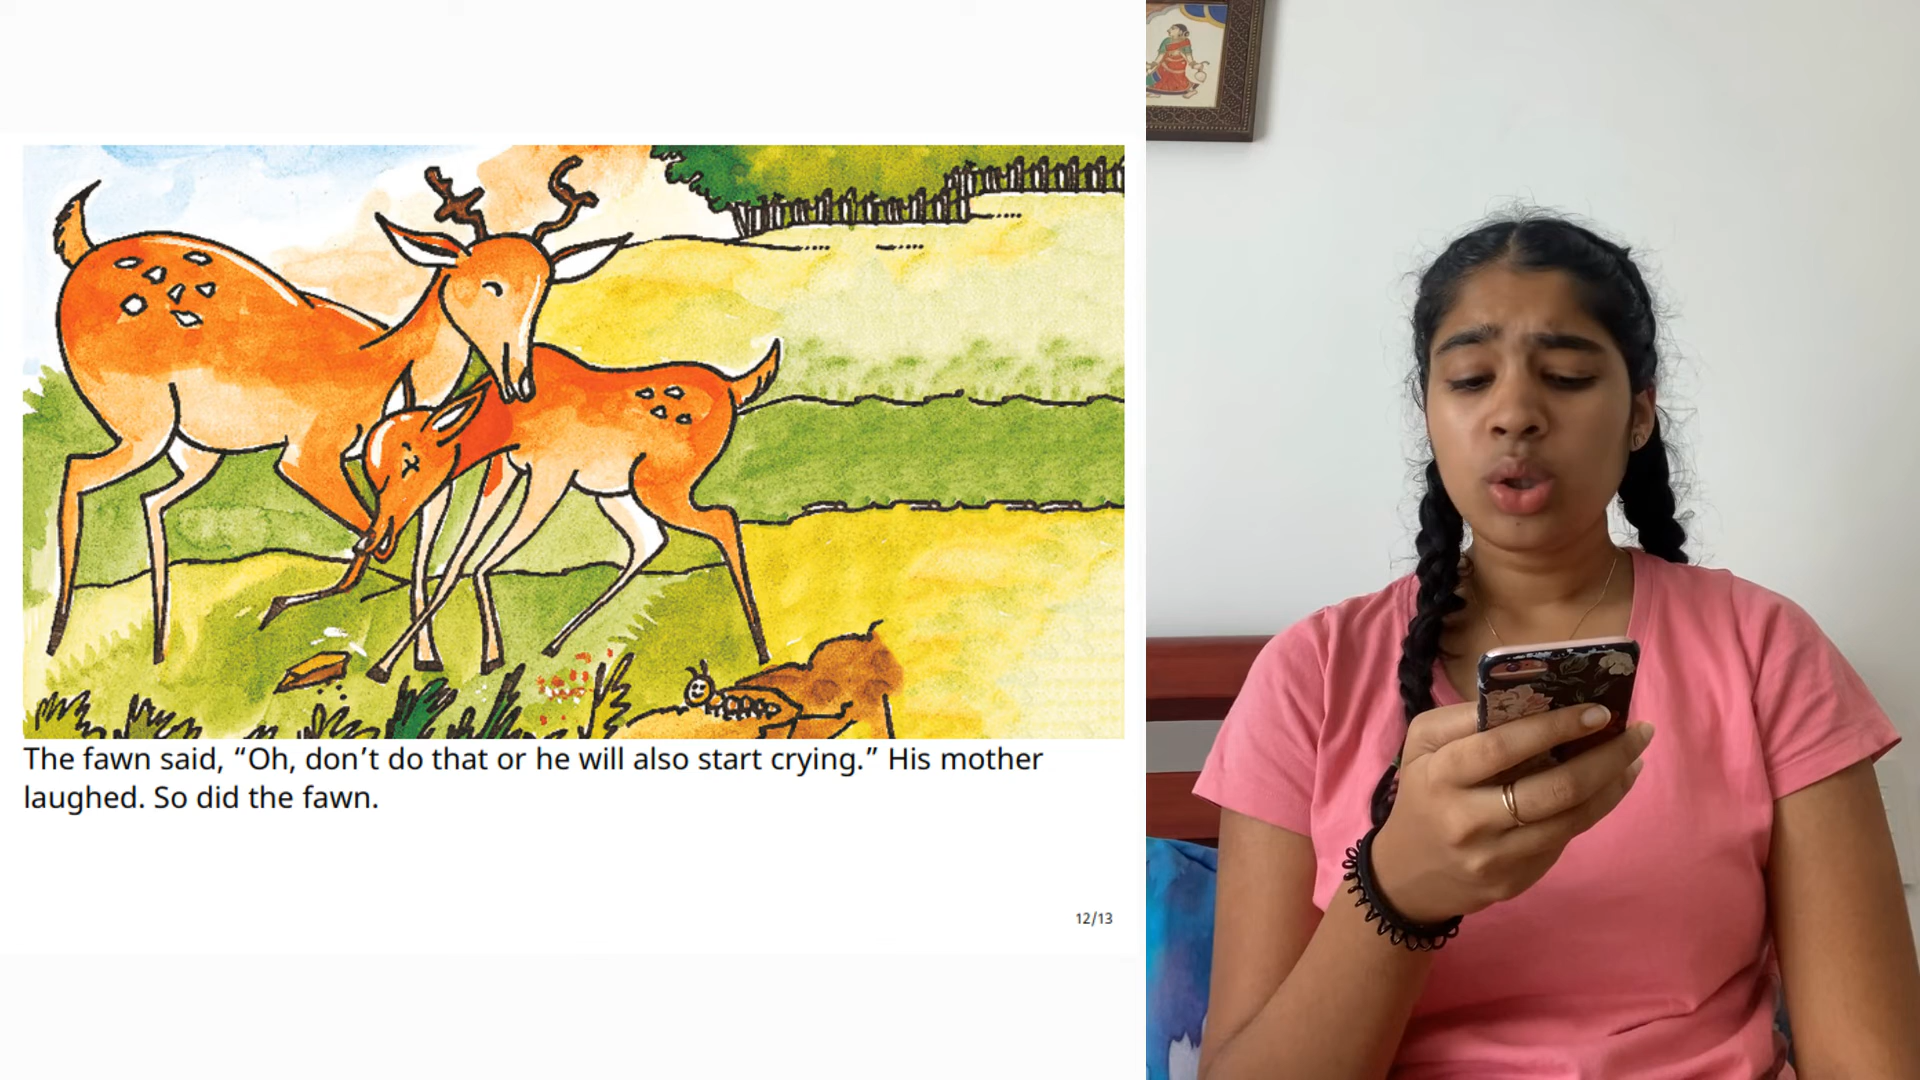 The fawn said, “Oh, don’t do that or he will also start crying.” His mother
laughed. So did the fawn.
12/13